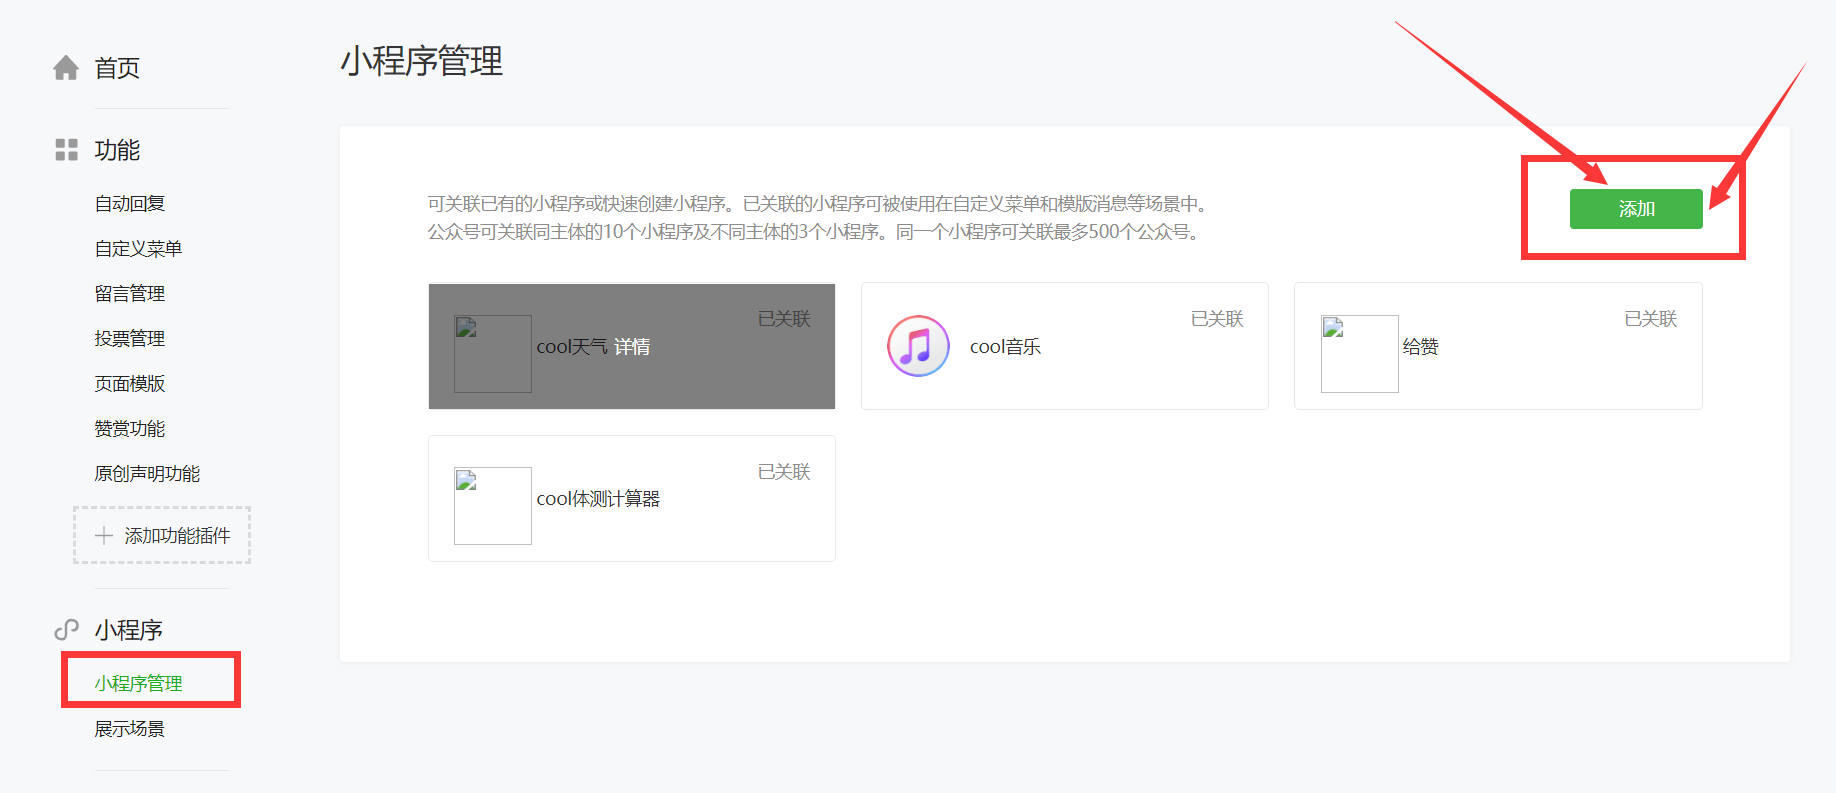 首页
功能
自动回复
自定义菜单
留言管理
投票管理
页面模版
赞赏功能
原创声明功能
添加功能插件
小程序
小程序管理
展示场景
小程序管理
可关联已有的小程序或快速创建小程序。已关联的小程序可被使用在自定义菜单和模版消息等场景中。
公众号可关联同主体的10个小程序及不同主体的3个小程序。同一个小程序可关联最多500个公众号。
添加
已关联
cool天气 详情
已关联
cool音乐
已关联
给赞
已关联
cool体测计算器